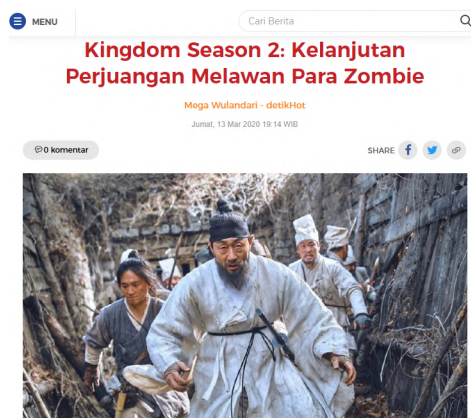 MENU
Cari Berita
Kingdom Season 2: Kelanjutan
Perjuangan Melawan Para Zombie
Mega Wulandari - detikHot
Jumat, 13 Mar 2020 19:14 WIB
0 komentar
SHARE